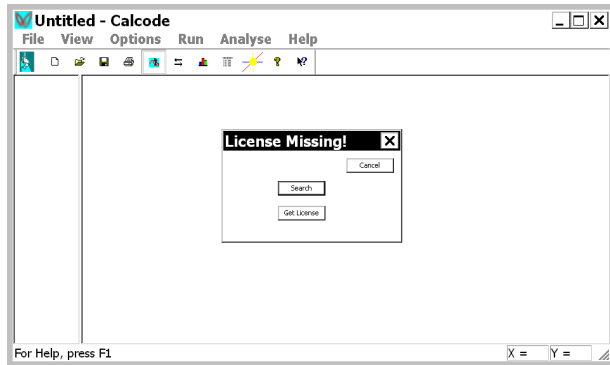 Untitled - Calcode
File View Options Run Analyse Help
License Missing!
Cancel
Search
Get License
For Help, press F1 X = Y =